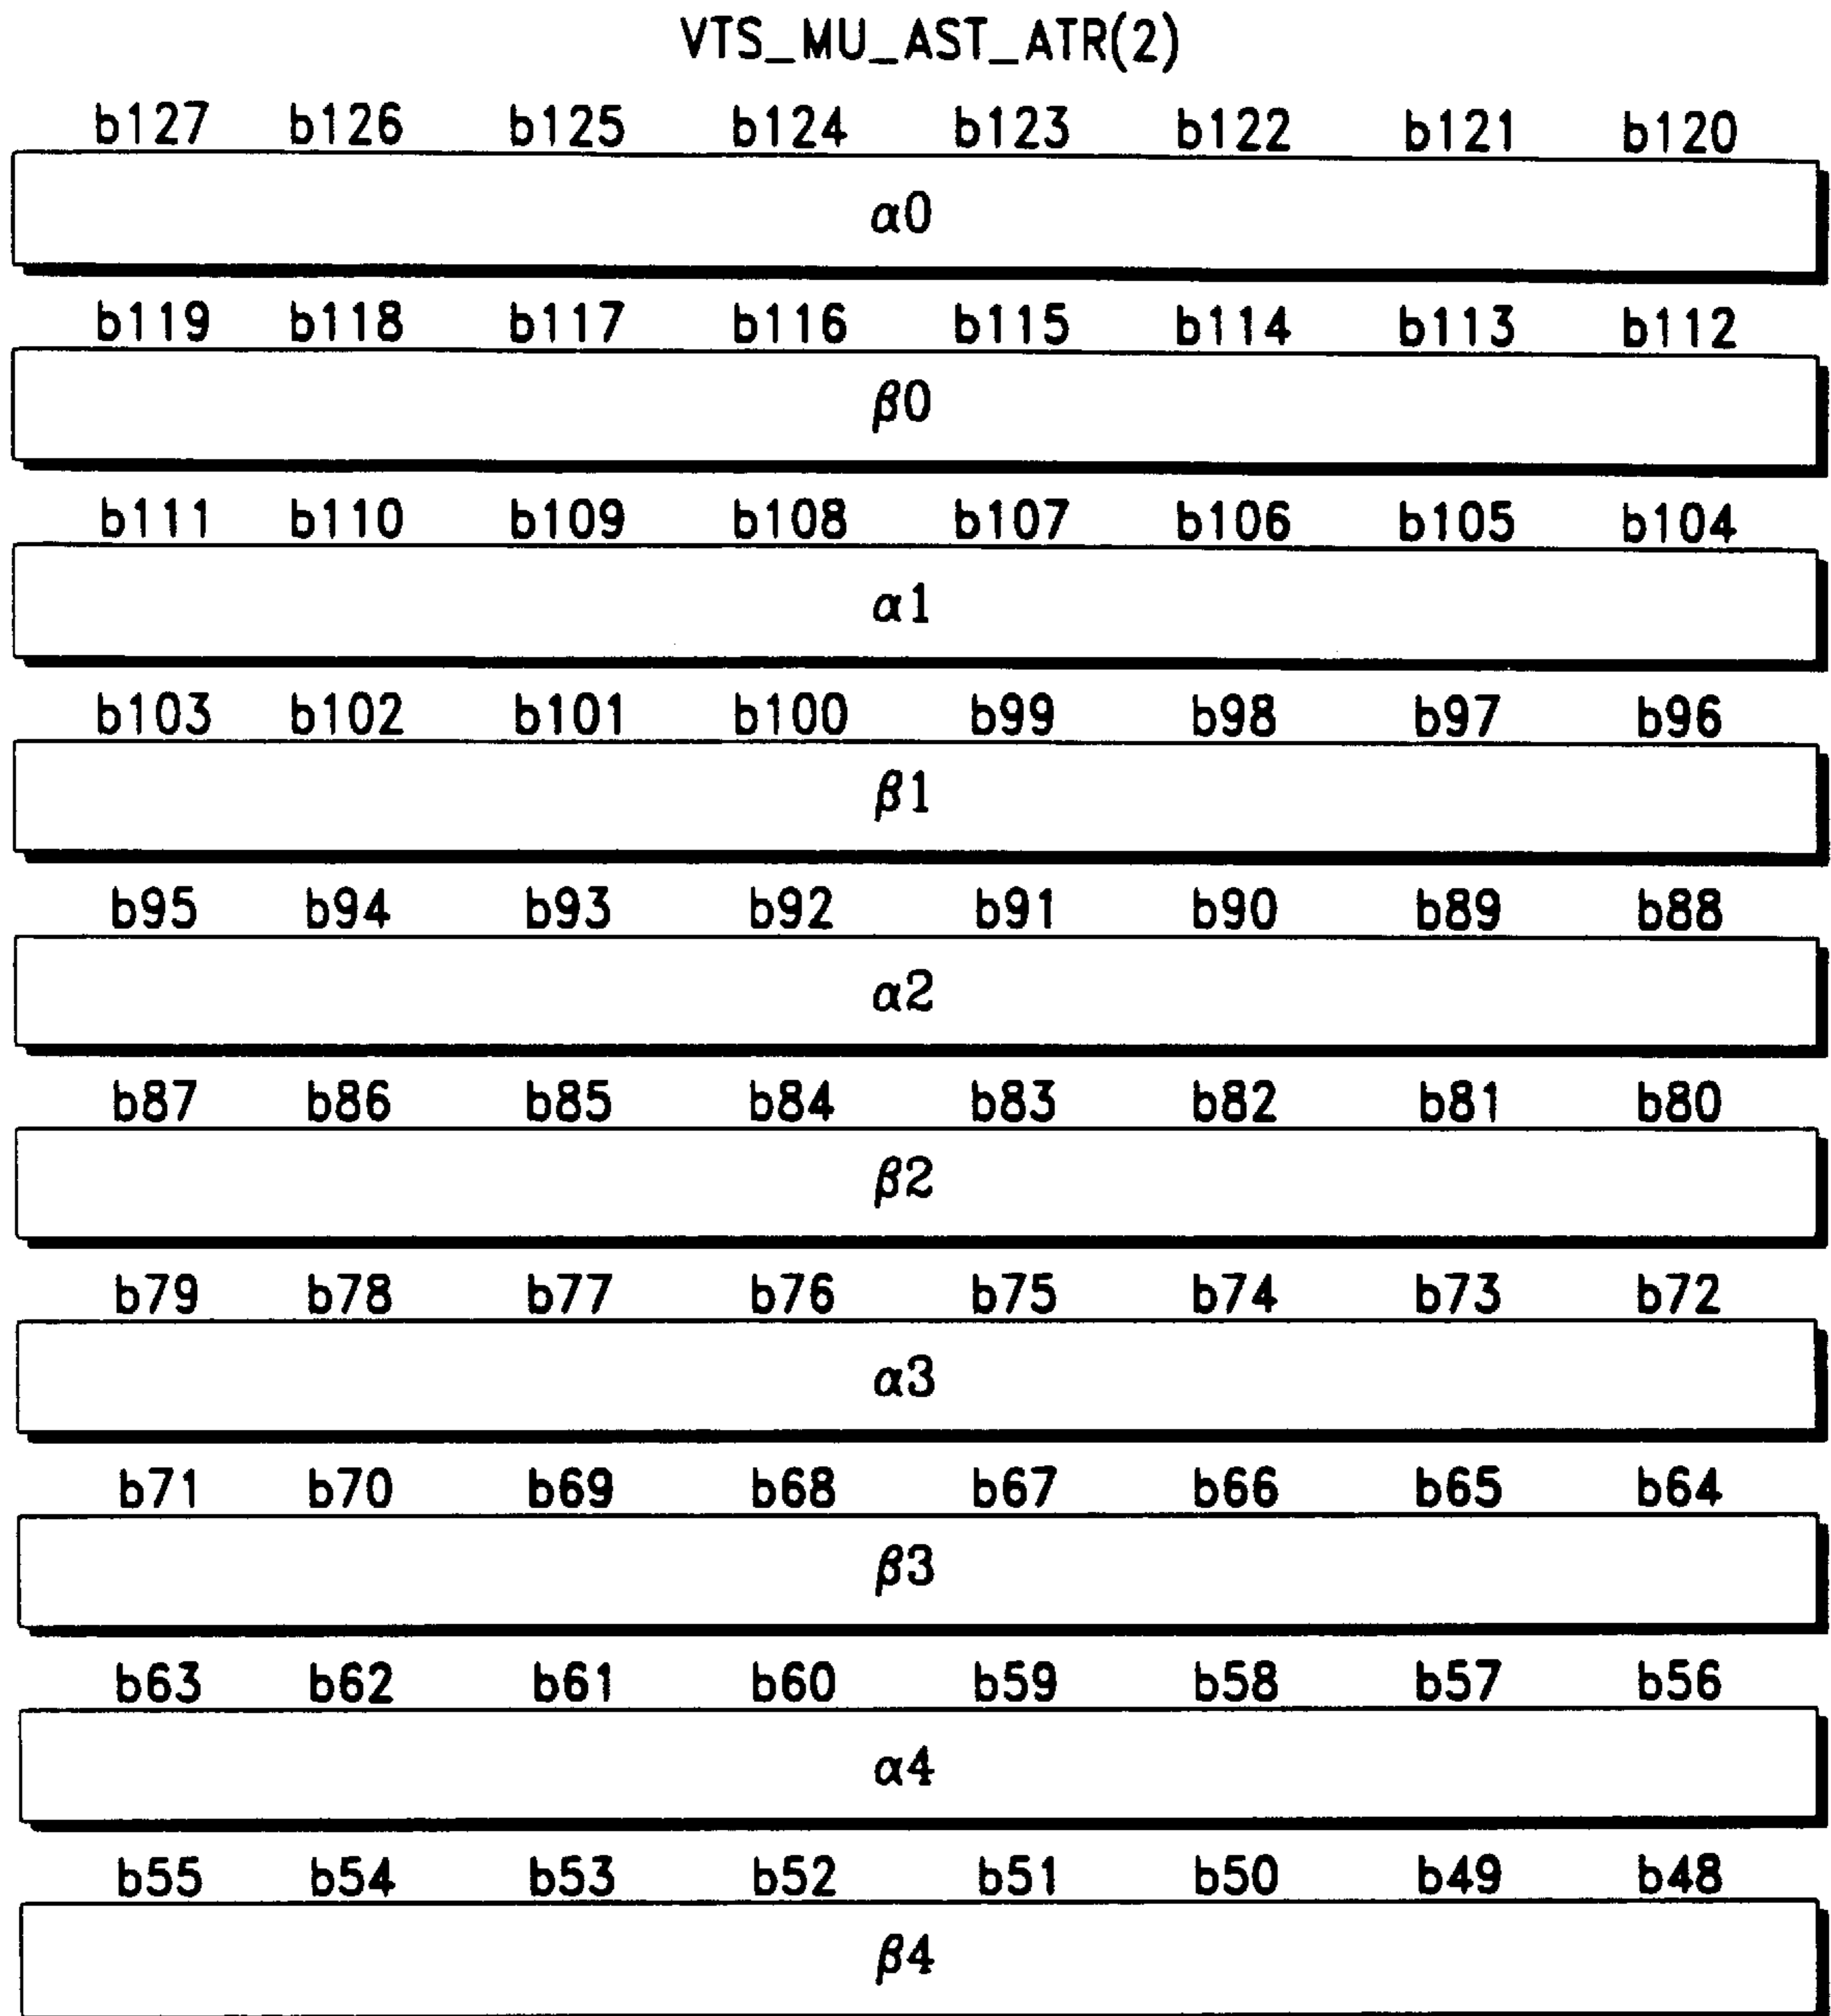 VTS_MU_AST_ATR(2)
b127 b126 b125 b124 b123 b122 b121 b120
α0
b119 b118 b117 b116 b115 b114 b113 b112
β0
b111 b110 b109 b108 b107 b106 b105 b104
α1
b103 b102 b101 b100 b99 b98 b97 b96
β1
b95 b94 b93 b92 b91 b90 b89 b88
α2
b87 b86 b85 b84 b83 b82 b81 b80
β2
b79 b78 b77 b76 b75 b74 b73 b72
α3
b71 b70 b69 b68 b67 b66 b65 b64
β3
b63 b62 b61 b60 b59 b58 b57 b56
α4
b55 b54 b53 b52 b51 b50 b49 b48
β4